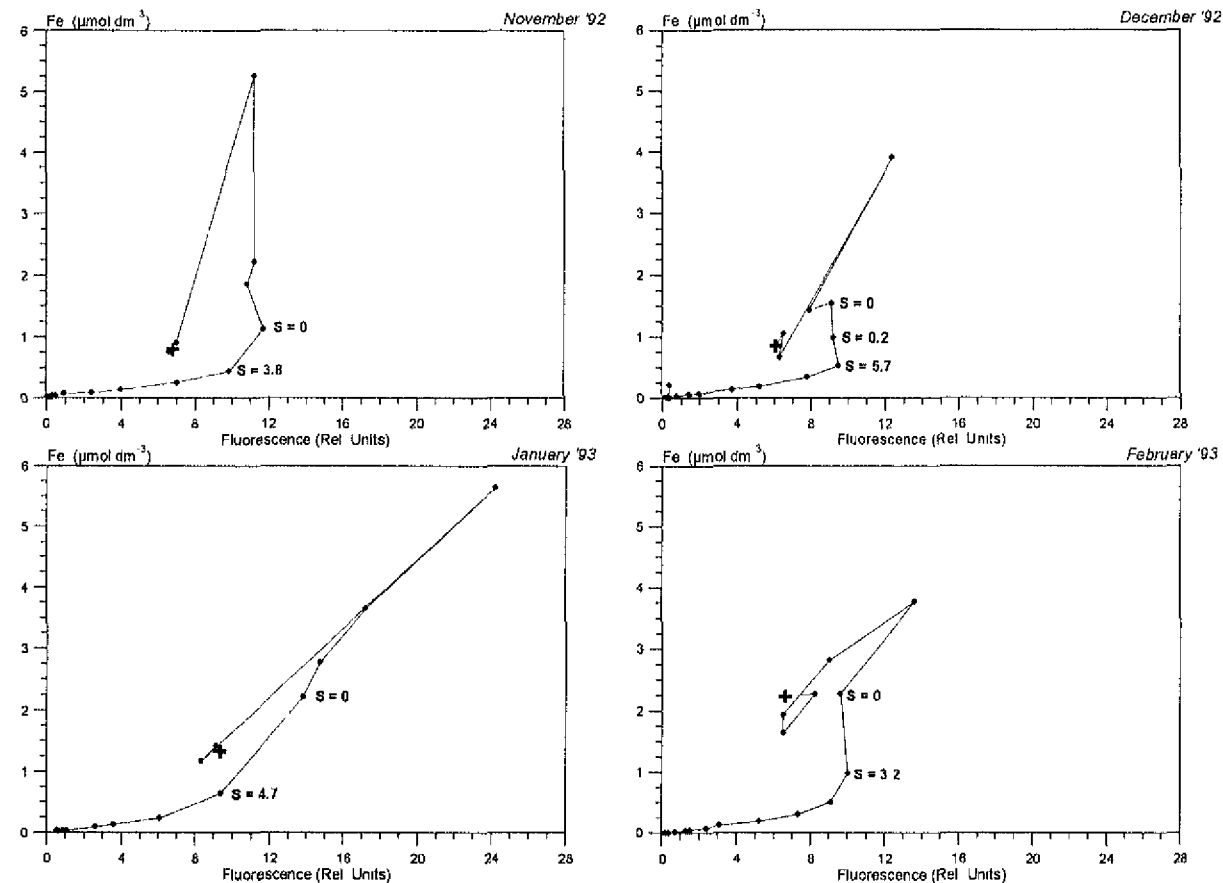 Fe (µmol dm⁻³) November '92
6
5
4
3
2
1
0
S = 0
S = 3.8
0 4 8 12 16 20 24 28
Fluorescence (Rel Units)
Fe (µmol dm⁻³) December '92
6
5
4
3
2
1
0
S = 0
S = 0.2
S = 5.7
0 4 8 12 16 20 24 28
Fluorescence (Rel Units)
Fe (µmol dm⁻³) January '93
6
5
4
3
2
1
0
S = 0
S = 4.7
0 4 8 12 16 20 24 28
Fluorescence (Rel Units)
Fe (µmol dm⁻³) February '93
6
5
4
3
2
1
0
S = 0
S = 3 2
0 4 8 12 16 20 24 28
Fluorescence (Rel Units)